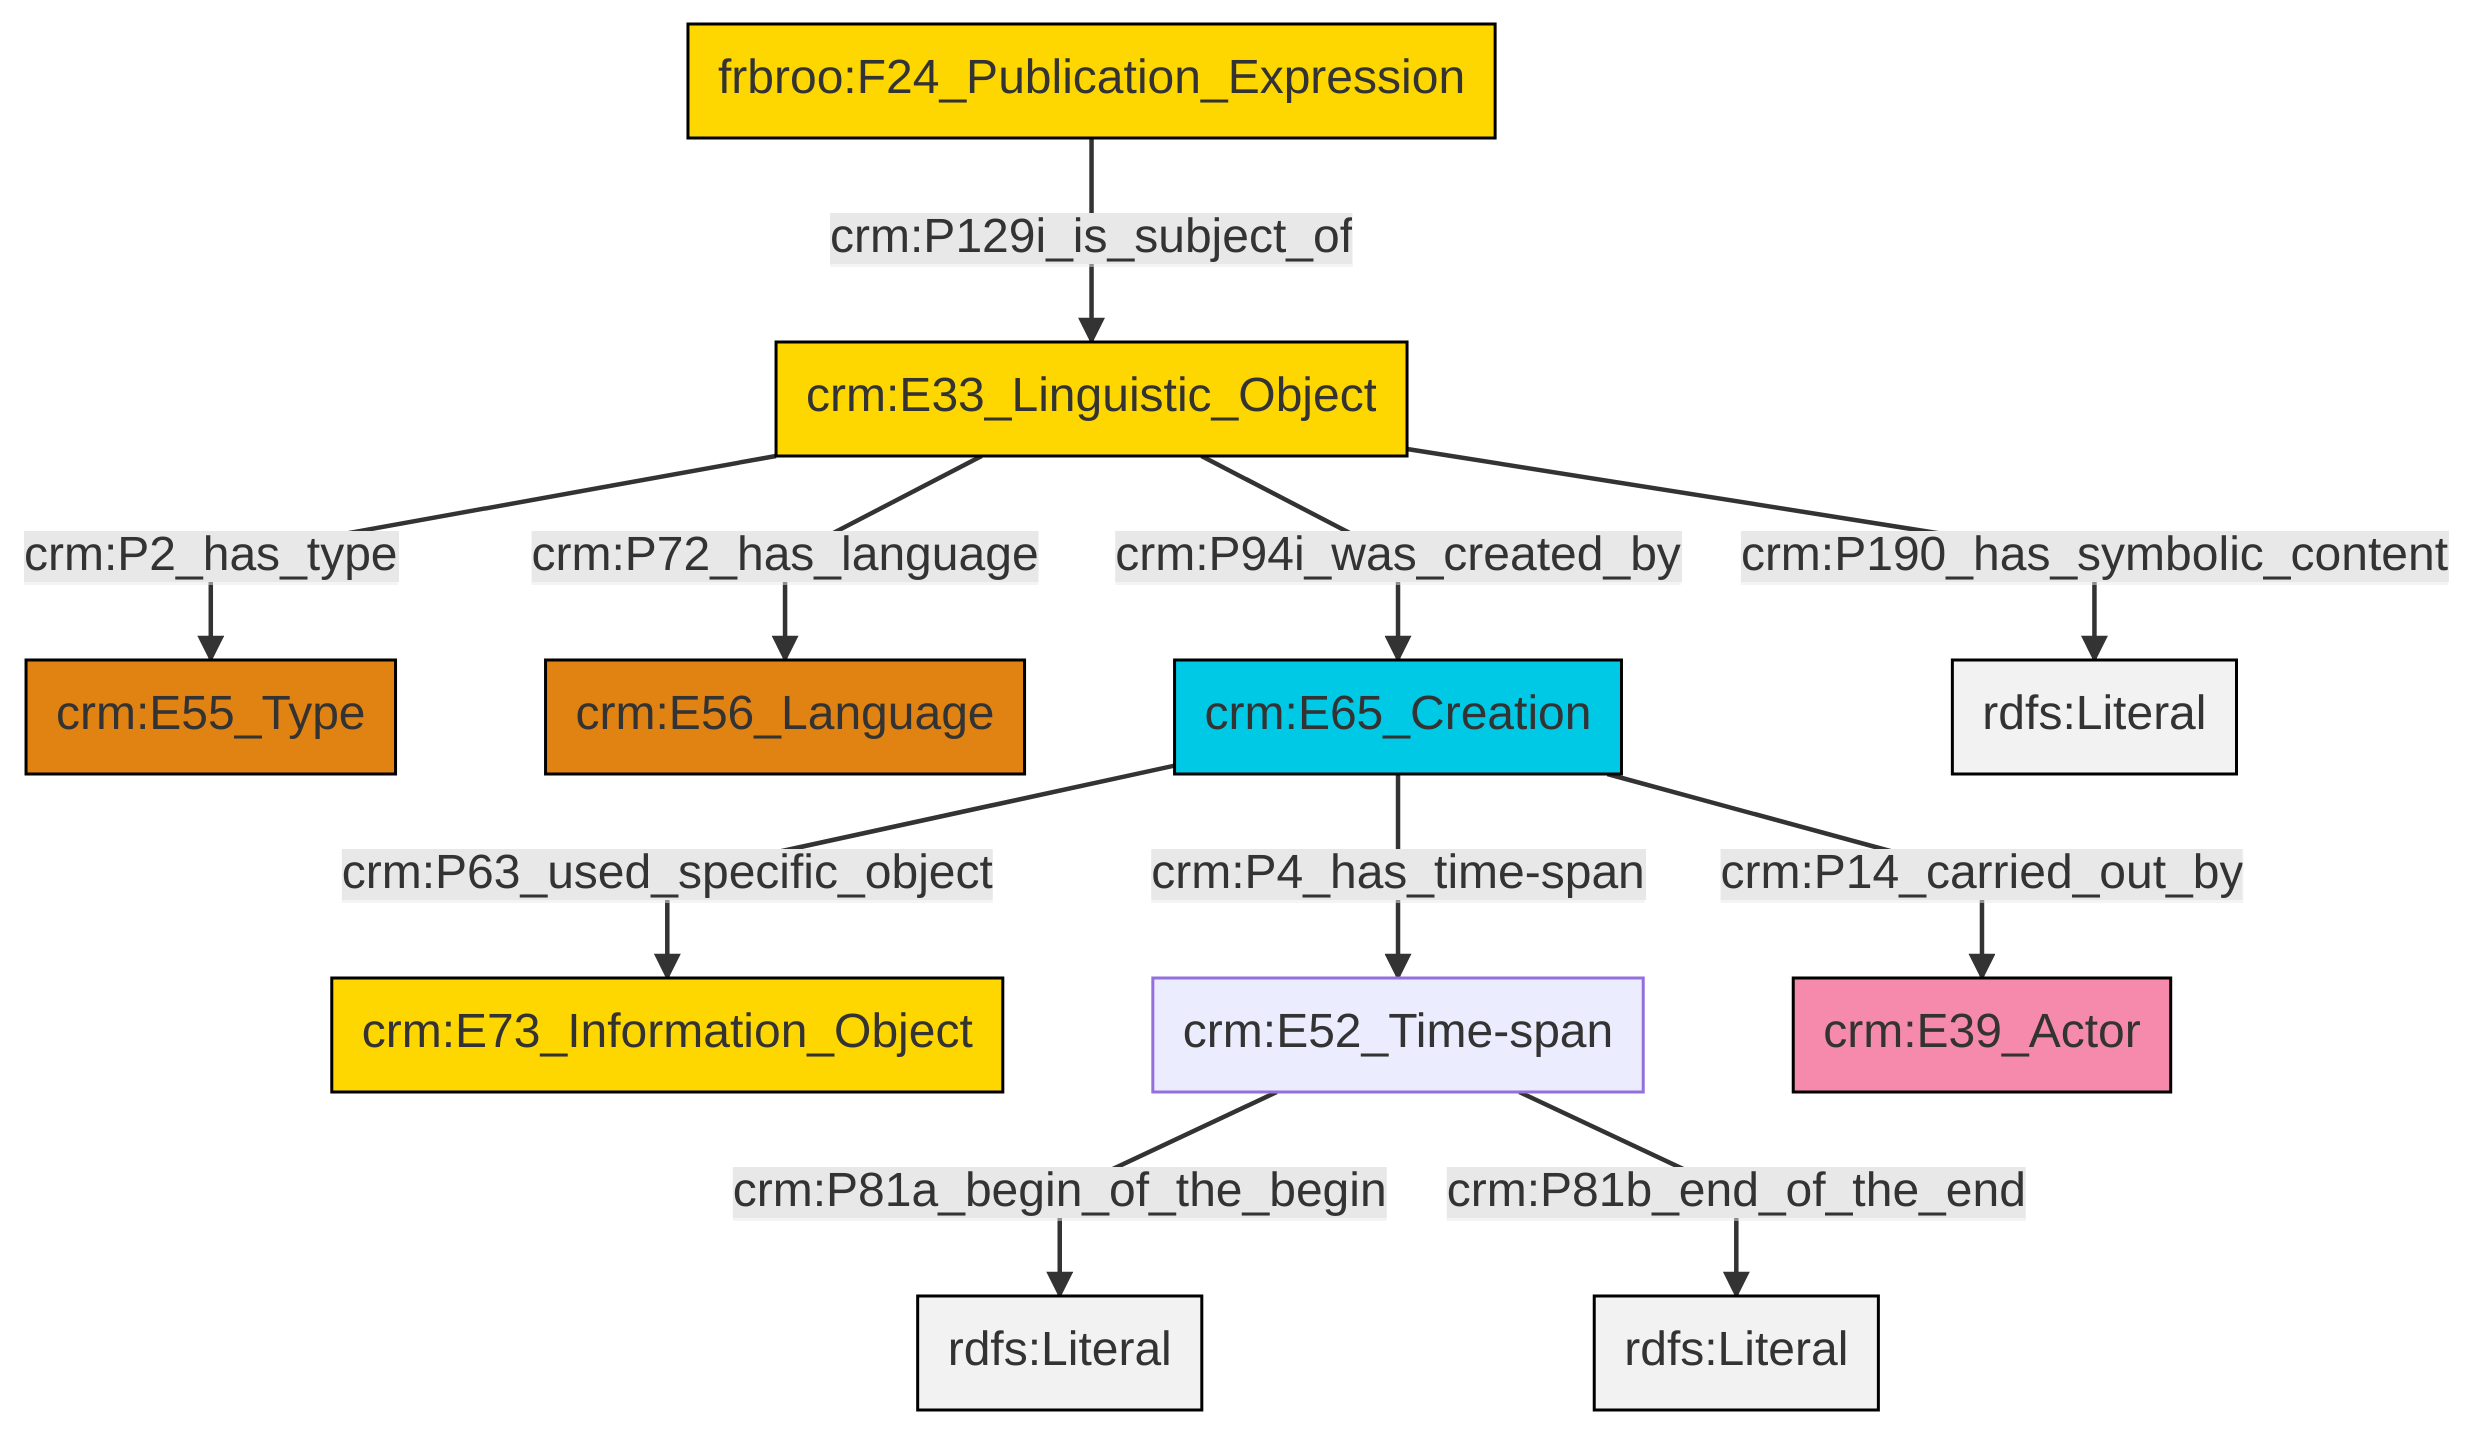 frbroo:F24_Publication_Expression
crm:P129i_is_subject_of
crm:E33_Linguistic_Object
crm:P2_has_type
crm:P72_has_language
crm:P94i_was_created_by
crm:P190_has_symbolic_content
crm:E55_Type
crm:E56_Language
crm:E65_Creation
rdfs:Literal
crm:P63_used_specific_object
crm:P4_has_time-span
crm:P14_carried_out_by
crm:E73_Information_Object
crm:E52_Time-span
crm:E39_Actor
crm:P81a_begin_of_the_begin
crm:P81b_end_of_the_end
rdfs:Literal
rdfs:Literal